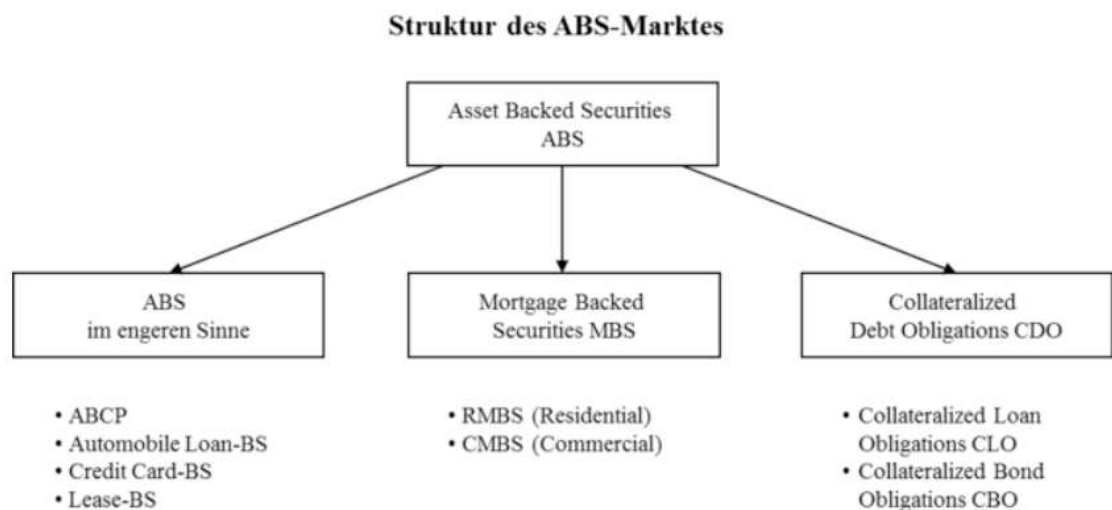 Struktur des ABS-Marktes
Asset Backed Securities
ABS
ABS
im engeren Sinne
Mortgage Backed
Securities MBS
Collateralized
Debt Obligations CDO
• ABCP
• Automobile Loan-BS
• Credit Card-BS
• Lease-BS
• RMBS (Residential)
• CMBS (Commercial)
• Collateralized Loan
Obligations CLO
• Collateralized Bond
Obligations CBO